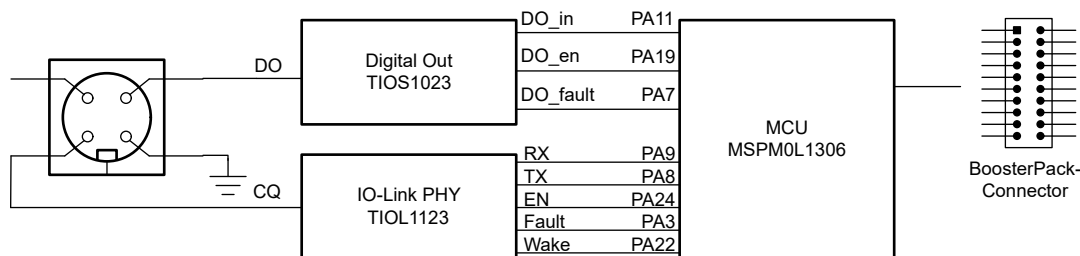 DO_in PA11
DO Digital Out DO_en PA19
TIOS1023
DO_fault PA7
MCU
MSPM0L1306
RX PA9
TX PA8
CQ IO-Link PHY EN PA24
TIOL1123
Fault PA3
Wake PA22
BoosterPack-
Connector